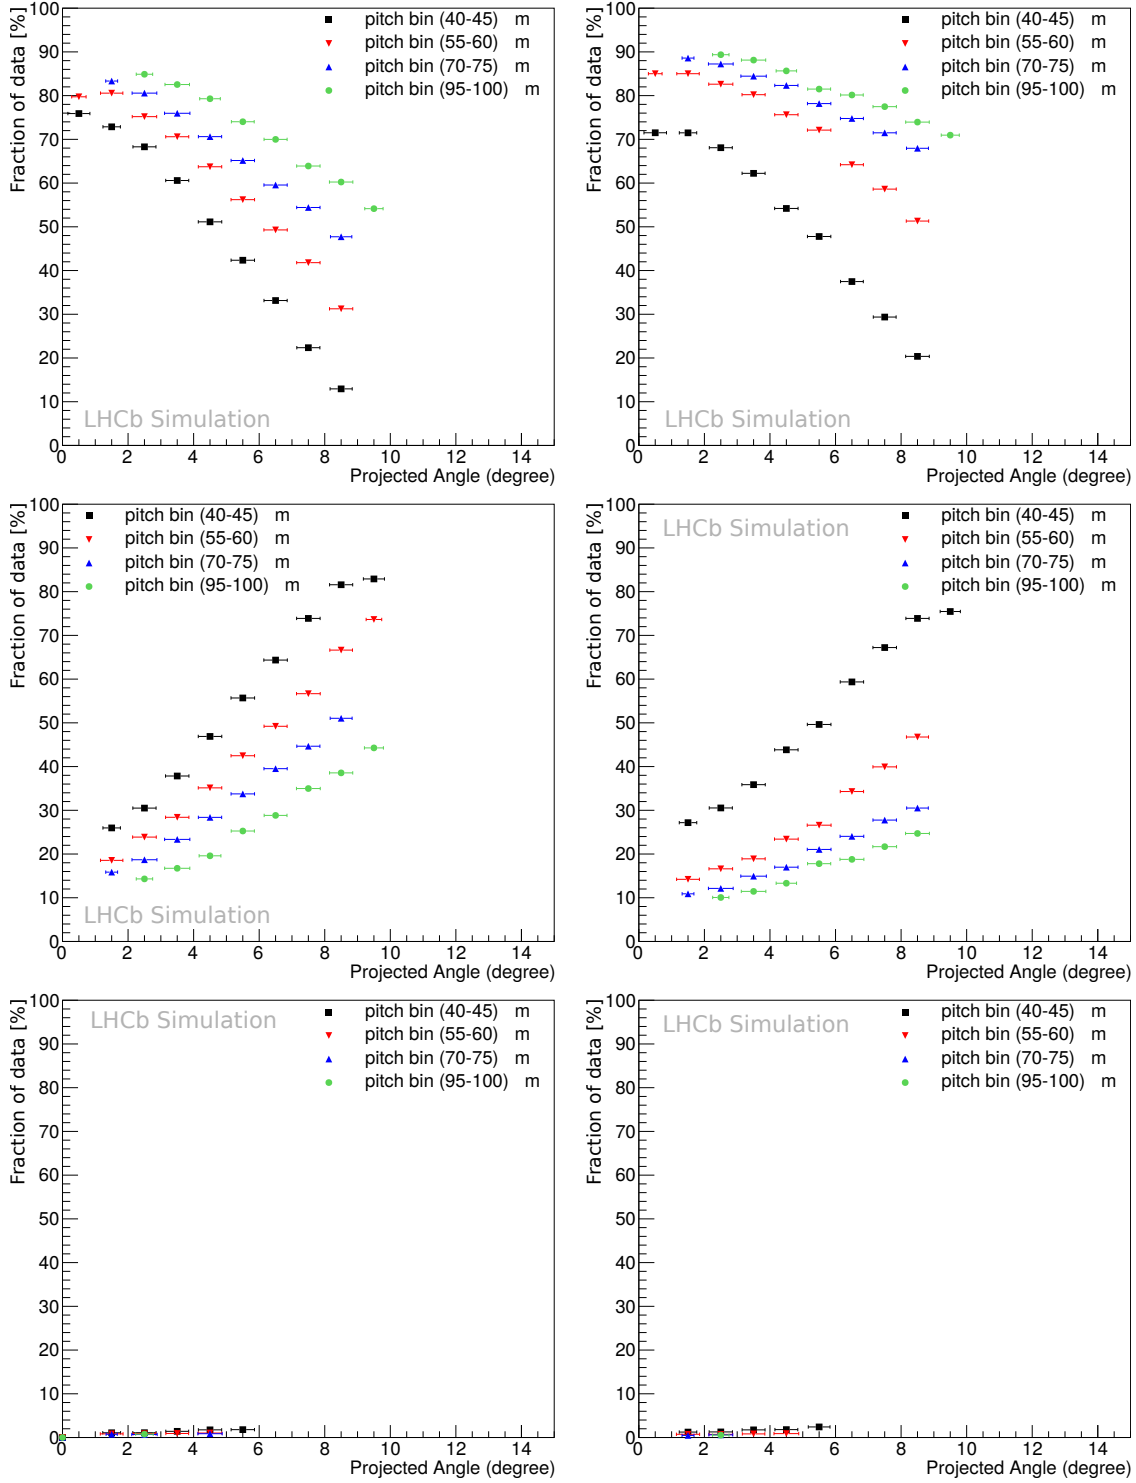 Fraction of data [%]
100
90
80
70
60
50
40
30
20
10
0
pitch bin (40-45) m
pitch bin (55-60) m
pitch bin (70-75) m
pitch bin (95-100) m
LHCb Simulation
0 2 4 6 8 10 12 14
Projected Angle (degree)
Fraction of data [%]
100
90
80
70
60
50
40
30
20
10
0
pitch bin (40-45) m
pitch bin (55-60) m
pitch bin (70-75) m
pitch bin (95-100) m
LHCb Simulation
0 2 4 6 8 10 12 14
Projected Angle (degree)
Fraction of data [%]
100
90
80
70
60
50
40
30
20
10
0
pitch bin (40-45) m
pitch bin (55-60) m
pitch bin (70-75) m
pitch bin (95-100) m
LHCb Simulation
0 2 4 6 8 10 12 14
Projected Angle (degree)
Fraction of data [%]
100
90
80
70
60
50
40
30
20
10
0
LHCb Simulation
pitch bin (40-45) m
pitch bin (55-60) m
pitch bin (70-75) m
pitch bin (95-100) m
0 2 4 6 8 10 12 14
Projected Angle (degree)
Fraction of data [%]
100
90
80
70
60
50
40
30
20
10
0
LHCb Simulation
pitch bin (40-45) m
pitch bin (55-60) m
pitch bin (70-75) m
pitch bin (95-100) m
0 2 4 6 8 10 12 14
Projected Angle (degree)
Fraction of data [%]
100
90
80
70
60
50
40
30
20
10
0
LHCb Simulation
pitch bin (40-45) m
pitch bin (55-60) m
pitch bin (70-75) m
pitch bin (95-100) m
0 2 4 6 8 10 12 14
Projected Angle (degree)